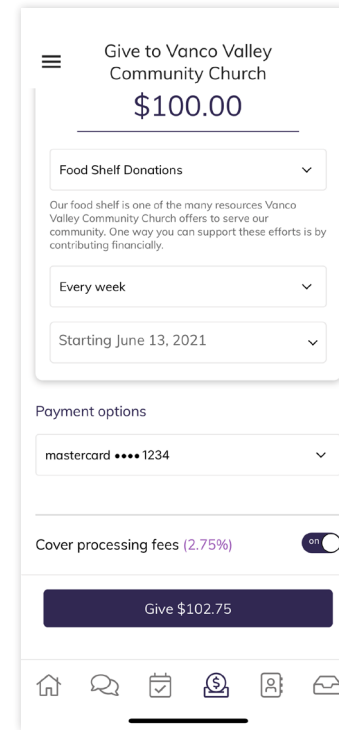 Give to Vanco Valley
Community Church
$100.00
Food Shelf Donations
Our food shelf is one of the many resources Vanco
Valley Community Church offers to serve our
community. One way you can support these efforts is by
contributing financially.
Every week
Starting June 13, 2021
Payment options
mastercard •••• 1234
Cover processing fees (2.75%)
on
Give $102.75